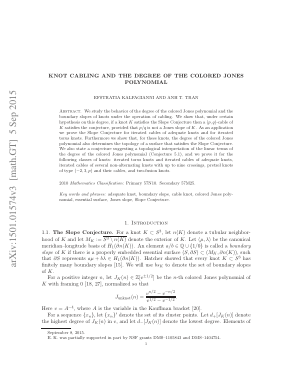 KNOT CABLING AND THE DEGREE OF THE COLORED JONES
POLYNOMIAL
EFSTRATIA KALFAGIANNI AND ANH T. TRAN
Abstract. We study the behavior of the degree of the colored Jones polynomial and the
boundary slopes of knots under the operation of cabling. We show that, under certain
hypothesis on this degree, if a knot K satisfies the Slope Conjecture then a (p, q)-cable of
K satisfies the conjecture, provided that p/q is not a Jones slope of K. As an application
we prove the Slope Conjecture for iterated cables of adequate knots and for iterated
torus knots. Furthermore we show that, for these knots, the degree of the colored Jones
polynomial also determines the topology of a surface that satisfies the Slope Conjecture.
We also state a conjecture suggesting a topological interpretation of the linear terms of
the degree of the colored Jones polynomial (Conjecture 5.1), and we prove it for the
following classes of knots: iterated torus knots and iterated cables of adequate knots,
iterated cables of several non-alternating knots with up to nine crossings, pretzel knots
of type (−2, 3, p) and their cables, and two-fusion knots.
2010 Mathematics Classification: Primary 57N10. Secondary 57M25.
Key words and phrases: adequate knot, boundary slope, cable knot, colored Jones poly-
nomial, essential surface, Jones slope, Slope Conjecture.
1. Introduction
1.1. The Slope Conjecture. For a knot K ⊂ S³, let n(K) denote a tubular neighbor-
hood of K and let M_K := S³ \ n(K) denote the exterior of K. Let ⟨μ, λ⟩ be the canonical
meridian–longitude basis of H₁(∂n(K)). An element a/b ∈ Q ∪ {1/0} is called a boundary
slope of K if there is a properly embedded essential surface (S, ∂S) ⊂ (M_K, ∂n(K)), such
that ∂S represents aμ + bλ ∈ H₁(∂n(K)). Hatcher showed that every knot K ⊂ S³ has
finitely many boundary slopes [15]. We will use bs_K to denote the set of boundary slopes
of K.
For a positive integer n, let J_K(n) ∈ Z[v^{±1/2}] be the n-th colored Jones polynomial of
K with framing 0 [18, 27], normalized so that
J_unknot(n) = (v^{n/2} − v^{−n/2}) / (v^{1/2} − v^{−1/2}).
Here v = A⁻⁴, where A is the variable in the Kauffman bracket [20].
For a sequence {x_n}, let {x_n}′ denote the set of its cluster points. Let d₊[J_K(n)] denote
the highest degree of J_K(n) in v, and let d₋[J_K(n)] denote the lowest degree. Elements of
September 8, 2015.
E. K. was partially supported in part by NSF grants DMS–1105843 and DMS–1404754.
1
arXiv:1501.01574v3 [math.GT] 5 Sep 2015